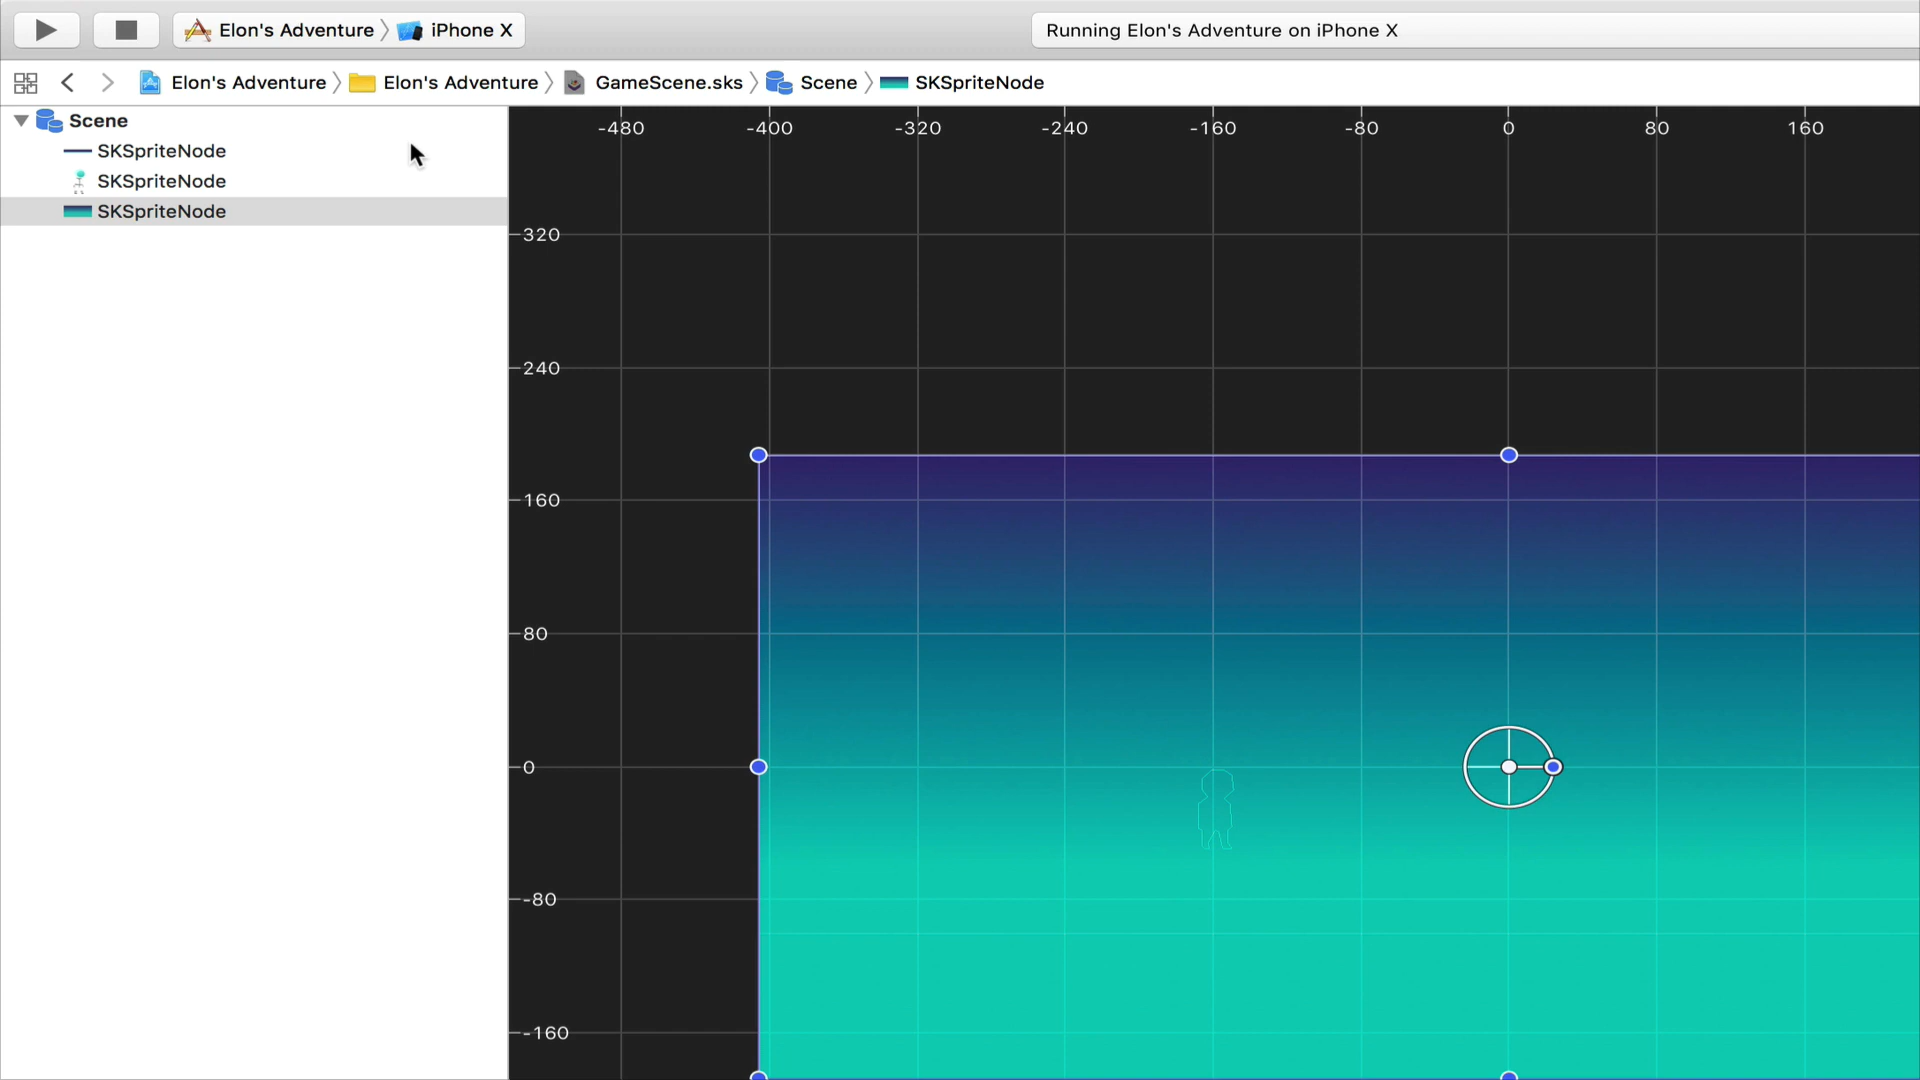 Elon's Adventure 〉 iPhone X
Running Elon's Adventure on iPhone X
Elon's Adventure 〉 Elon's Adventure 〉 GameScene.sks 〉 Scene 〉 SKSpriteNode
Scene
SKSpriteNode
SKSpriteNode
SKSpriteNode
-480 -400 -320 -240 -160 -80 0 80 160
320
240
160
80
0
-80
-160